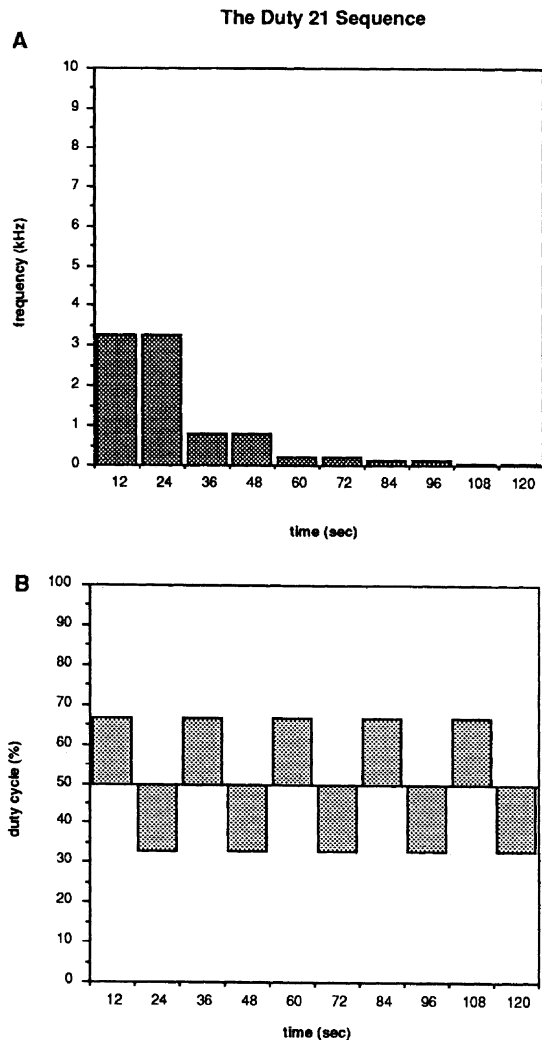 The Duty 21 Sequence
A
10
9
8
7
6
5
4
3
2
1
0
frequency (kHz)
12 24 36 48 60 72 84 96 108 120
time (sec)
B
100
90
80
70
60
50
40
30
20
10
0
duty cycle (%)
12 24 36 48 60 72 84 96 108 120
time (sec)